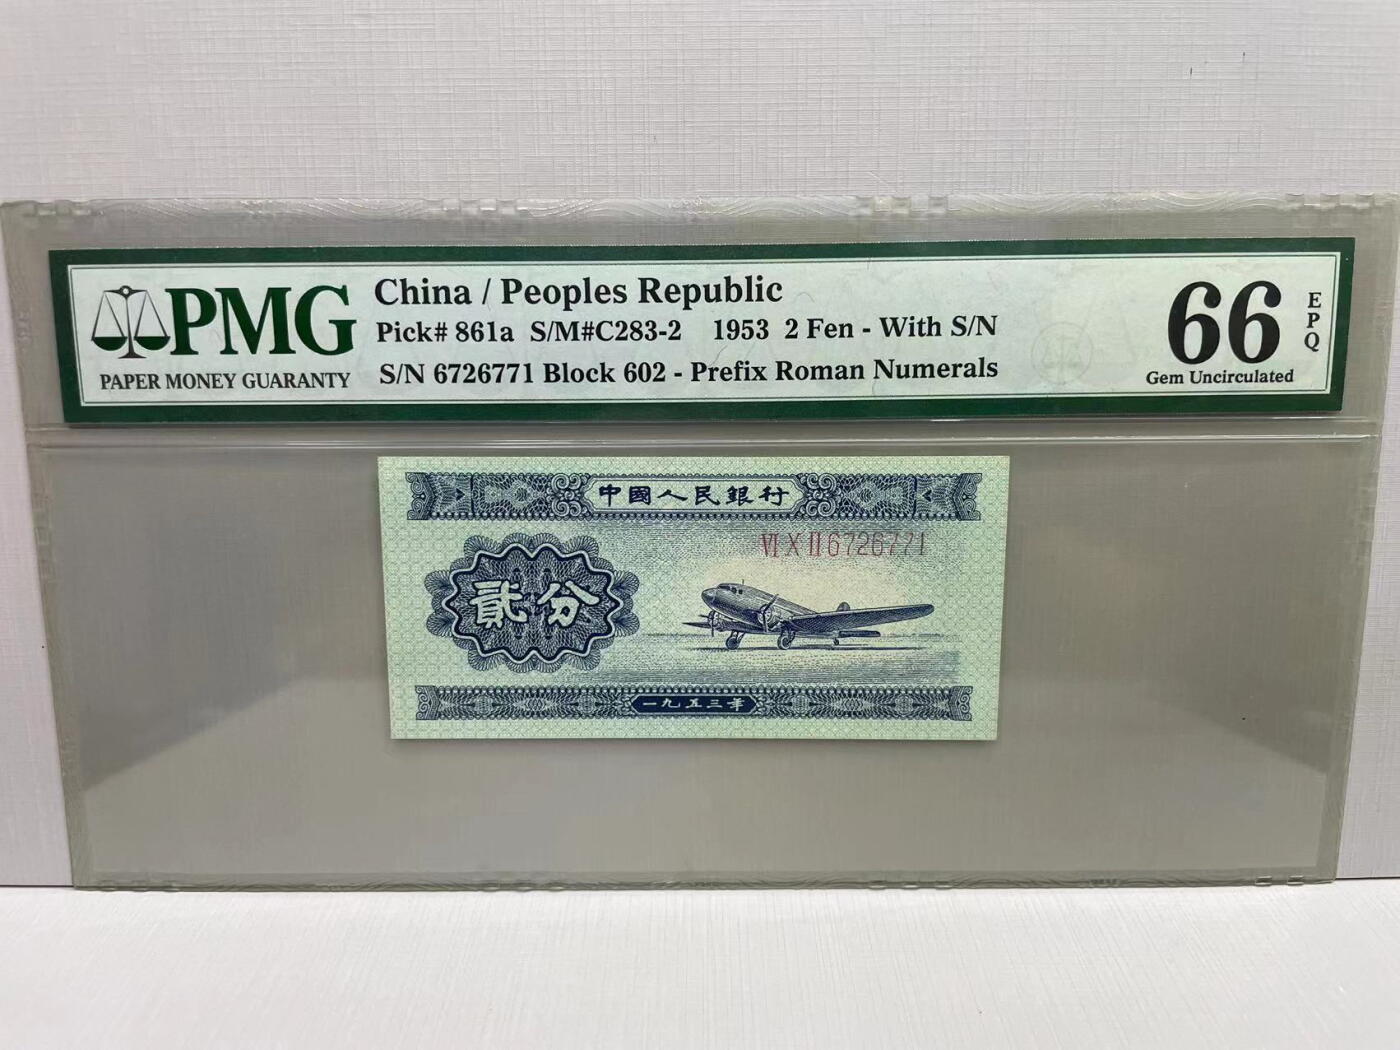 PMG
PAPER MONEY GUARANTY
China / Peoples Republic
Pick# 861a S/M#C283-2 1953 2 Fen - With S/N
S/N 6726771 Block 602 - Prefix Roman Numerals
66
EPQ
Gem Uncirculated
中國人民銀行
VI X II 6726771
貳分
一九五三年